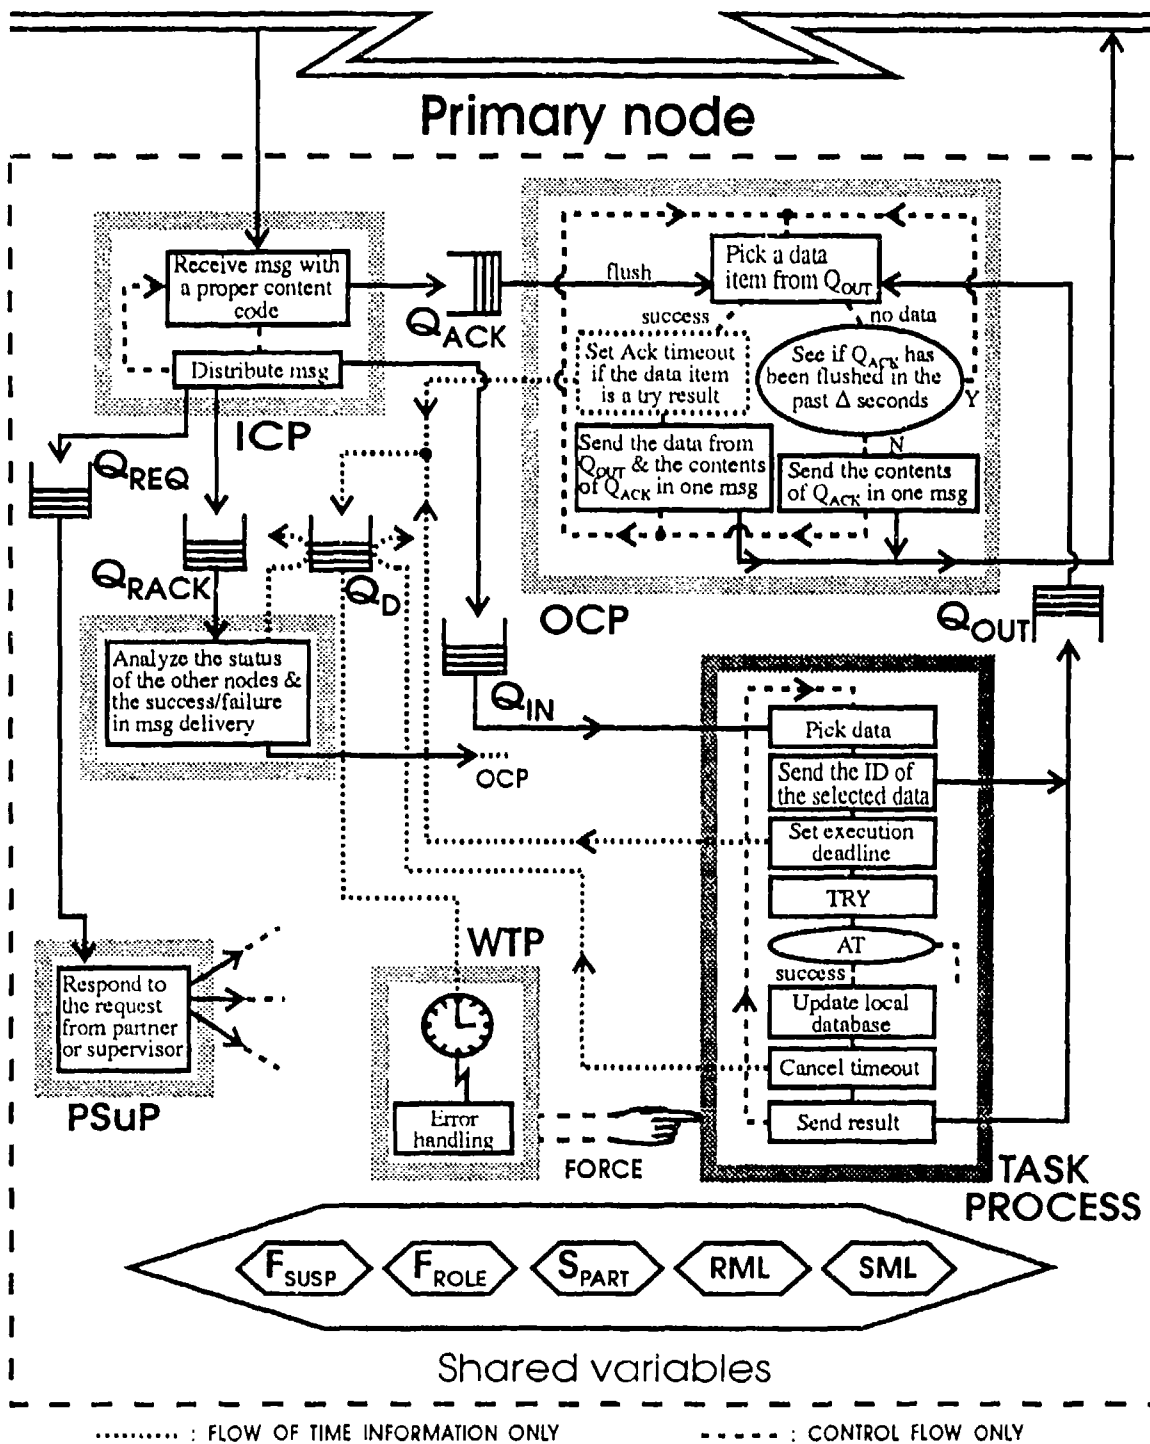 Primary node
Receive msg with
a proper content
code
Distribute msg
ICP
QACK
flush
Pick a data
item from QOUT
success
no data
Set Ack timeout
if the data item
is a try result
See if QACK has
been flushed in the
past Δ seconds
Y
N
Send the data from
QOUT & the contents
of QACK in one msg
Send the contents
of QACK in one msg
OCP
QREQ
QRACK
QD
QIN
QOUT
Analyze the status
of the other nodes &
the success/failure
in msg delivery
OCP
Pick data
Send the ID of
the selected data
Set execution
deadline
TRY
AT
success
Update local
database
Cancel timeout
Send result
TASK
PROCESS
WTP
Error
handling
FORCE
Respond to
the request
from partner
or supervisor
PSuP
FSUSP
FROLE
SPART
RML
SML
Shared variables
: FLOW OF TIME INFORMATION ONLY
: CONTROL FLOW ONLY